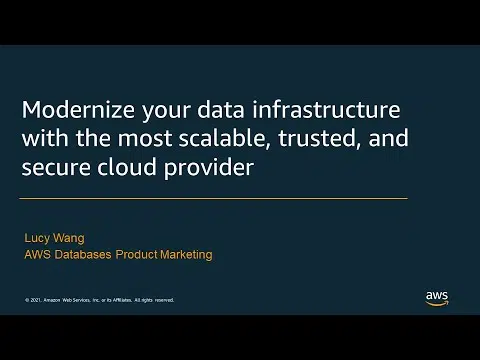 Modernize your data infrastructure
with the most scalable, trusted, and
secure cloud provider
Lucy Wang
AWS Databases Product Marketing
© 2021, Amazon Web Services, Inc. or its Affiliates. All rights reserved.
aws